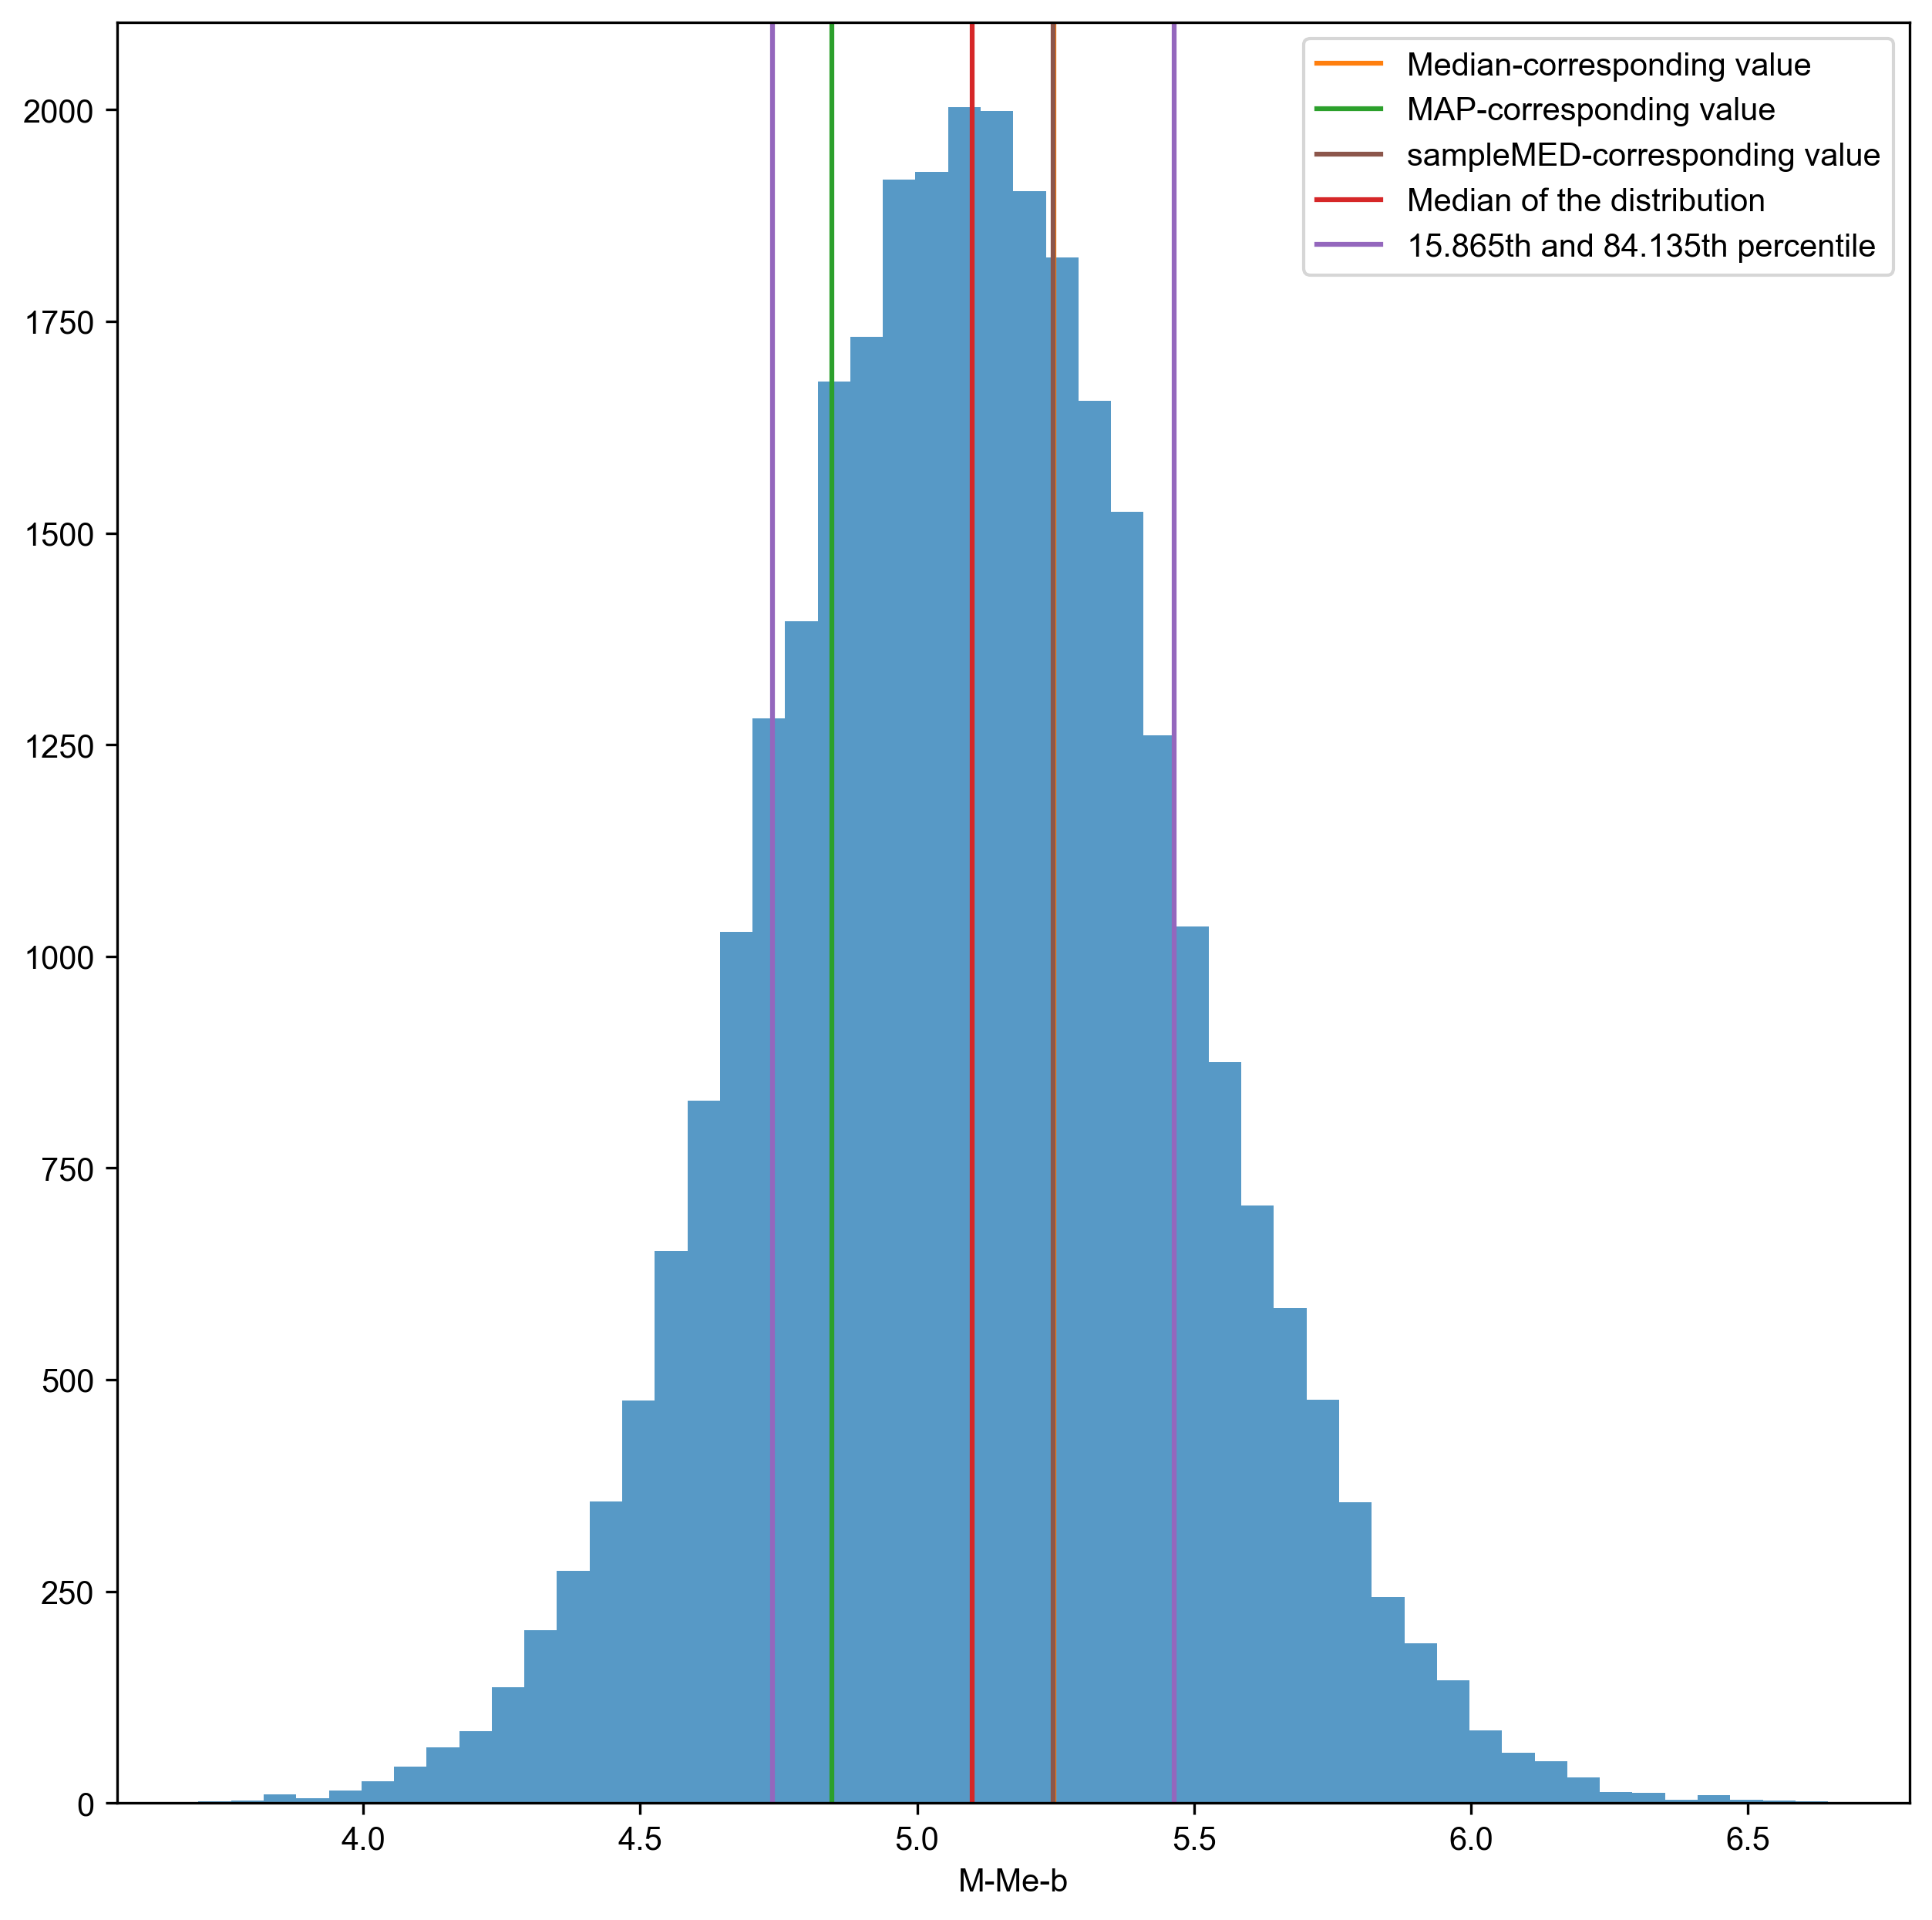 Median-corresponding value
MAP-corresponding value
sampleMED-corresponding value
Median of the distribution
15.865th and 84.135th percentile
2000
1750
1500
1250
1000
750
500
250
0
4.0 4.5 5.0 5.5 6.0 6.5
M-Me-b